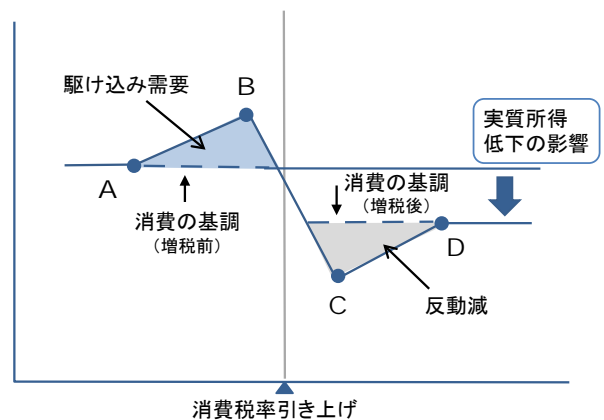 駆け込み需要
B
A
消費の基調
（増税前）
実質所得
低下の影響
消費の基調
（増税後）
D
C
反動減
消費税率引き上げ